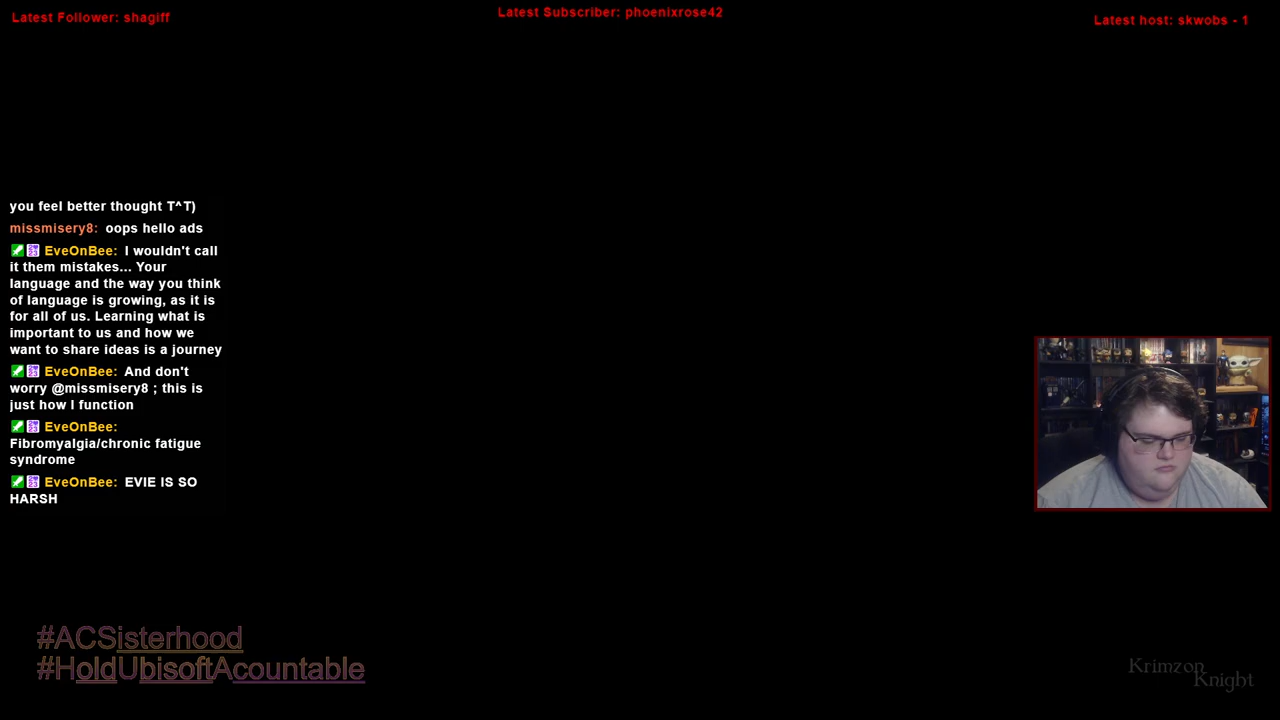 Latest Follower: shagiff
Latest Subscriber: phoenixrose42
Latest host: skwobs - 1
you feel better thought T^T)
missmisery8: oops hello ads
EveOnBee: I wouldn't call
it them mistakes... Your
language and the way you think
of language is growing, as it is
for all of us. Learning what is
important to us and how we
want to share ideas is a journey
EveOnBee: And don't
worry @missmisery8 ; this is
just how I function
EveOnBee:
Fibromyalgia/chronic fatigue
syndrome
EveOnBee: EVIE IS SO
HARSH
#ACSisterhood
#HoldUbisoftAcountable
Krimzon
Knight